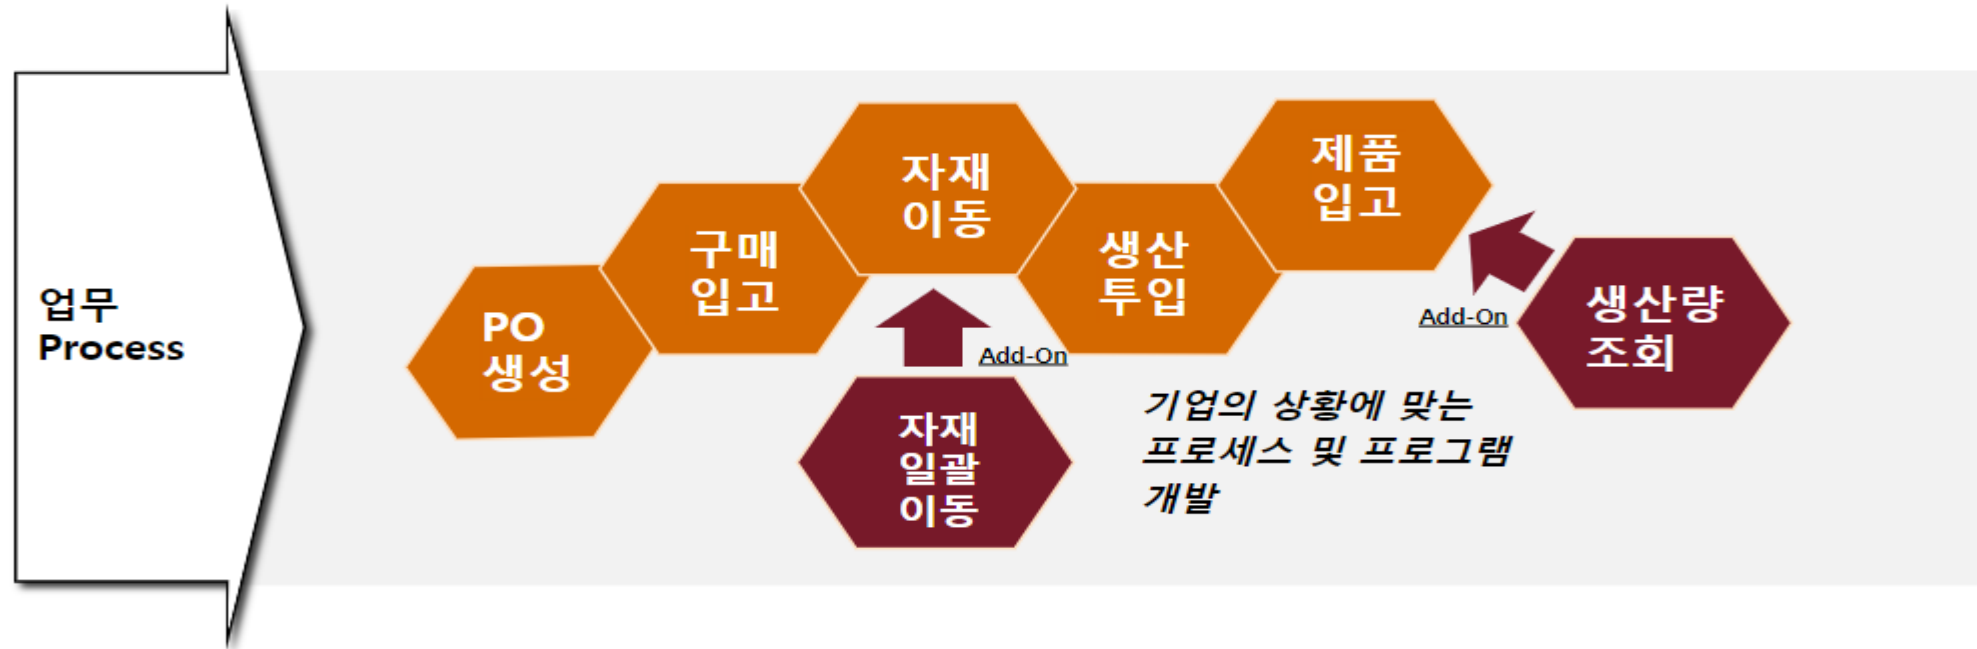 업무
Process
PO
생성
구매
입고
자재
이동
생산
투입
제품
입고
Add-On
자재
일괄
이동
Add-On
생산량
조회
기업의 상황에 맞는
프로세스 및 프로그램
개발